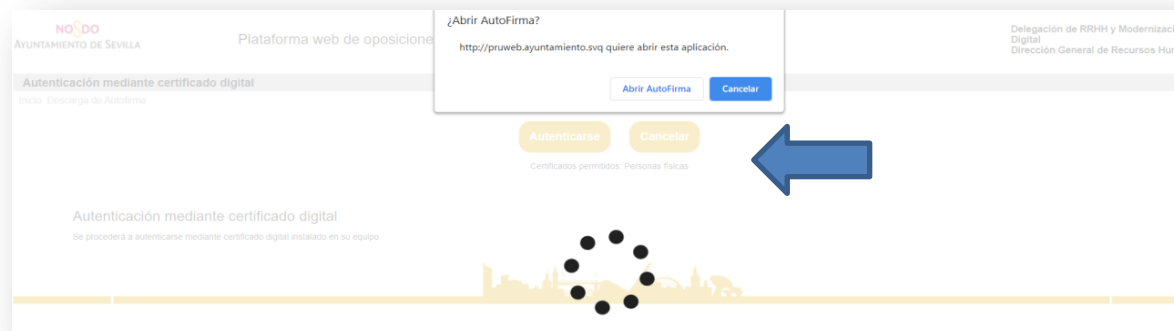 ¿Abrir AutoFirma?
http://pruweb.ayuntamiento.svq quiere abrir esta aplicación.
Abrir AutoFirma Cancelar
NO8DO
AYUNTAMIENTO DE SEVILLA
Plataforma web de oposicione
Delegación de RRHH y Modernizaci
Digital
Dirección General de Recursos Hum
Autenticación mediante certificado digital
Inicio Descarga de Autofirma
Autenticarse Cancelar
Certificados permitidos: Personas físicas
Autenticación mediante certificado digital
Se procederá a autenticarse mediante certificado digital instalado en su equipo